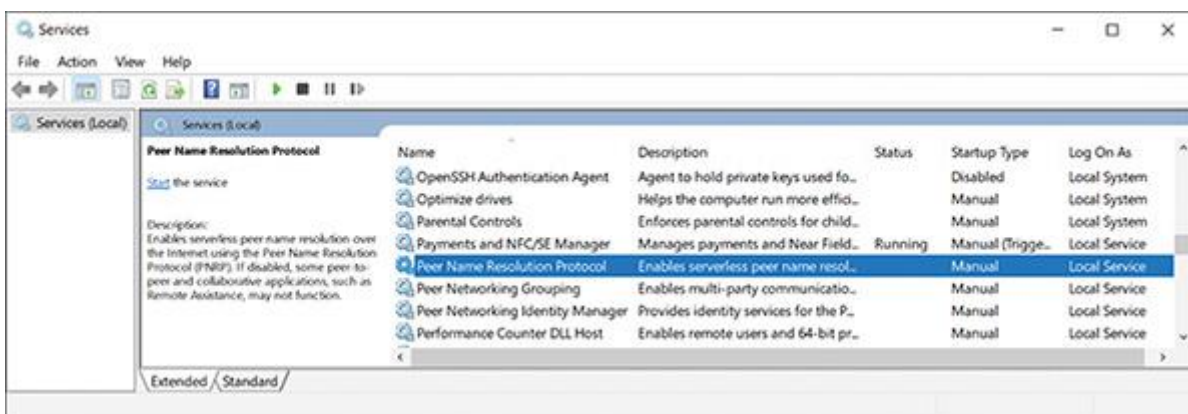 Services
File Action View Help
Services (Local)
Services (Local)
Peer Name Resolution Protocol
Start the service
Description:
Enables serverless peer name resolution over
the Internet using the Peer Name Resolution
Protocol (PNRP). If disabled, some peer-to-
peer and collaborative applications, such as
Remote Assistance, may not function.
Name Description Status Startup Type Log On As
OpenSSH Authentication Agent Agent to hold private keys used fo... Disabled Local System
Optimize drives Helps the computer run more effici... Manual Local System
Parental Controls Enforces parental controls for child... Manual Local System
Payments and NFC/SE Manager Manages payments and Near Field... Running Manual (Trigge... Local Service
Peer Name Resolution Protocol Enables serverless peer name resol... Manual Local Service
Peer Networking Grouping Enables multi-party communicatio... Manual Local Service
Peer Networking Identity Manager Provides identity services for the P... Manual Local Service
Performance Counter DLL Host Enables remote users and 64-bit pr... Manual Local Service
Extended Standard